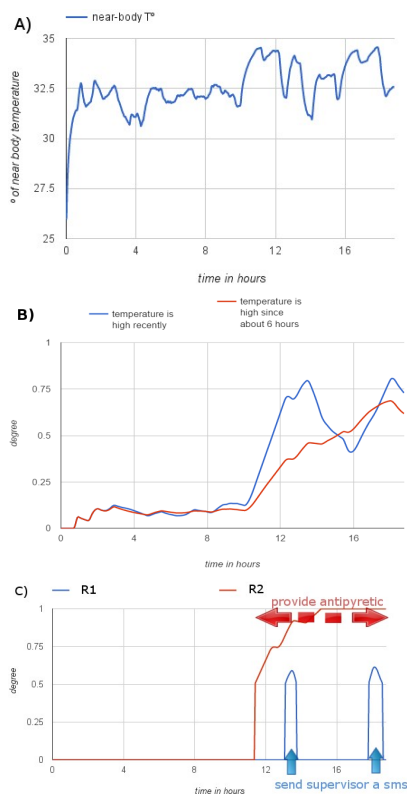 A)
near-body Tº
35
32.5
30
27.5
25
º of near body temperature
0
4
8
12
16
time in hours
B)
temperature is
high recently
temperature is
high since
about 6 hours
1
0.75
0.5
0.25
0
degree
0
4
8
12
16
time in hours
C)
R1
R2
provide antipyretic
1
0.75
0.5
0.25
0
degree
0
4
8
12
16
time in hours
send supervisor a sms